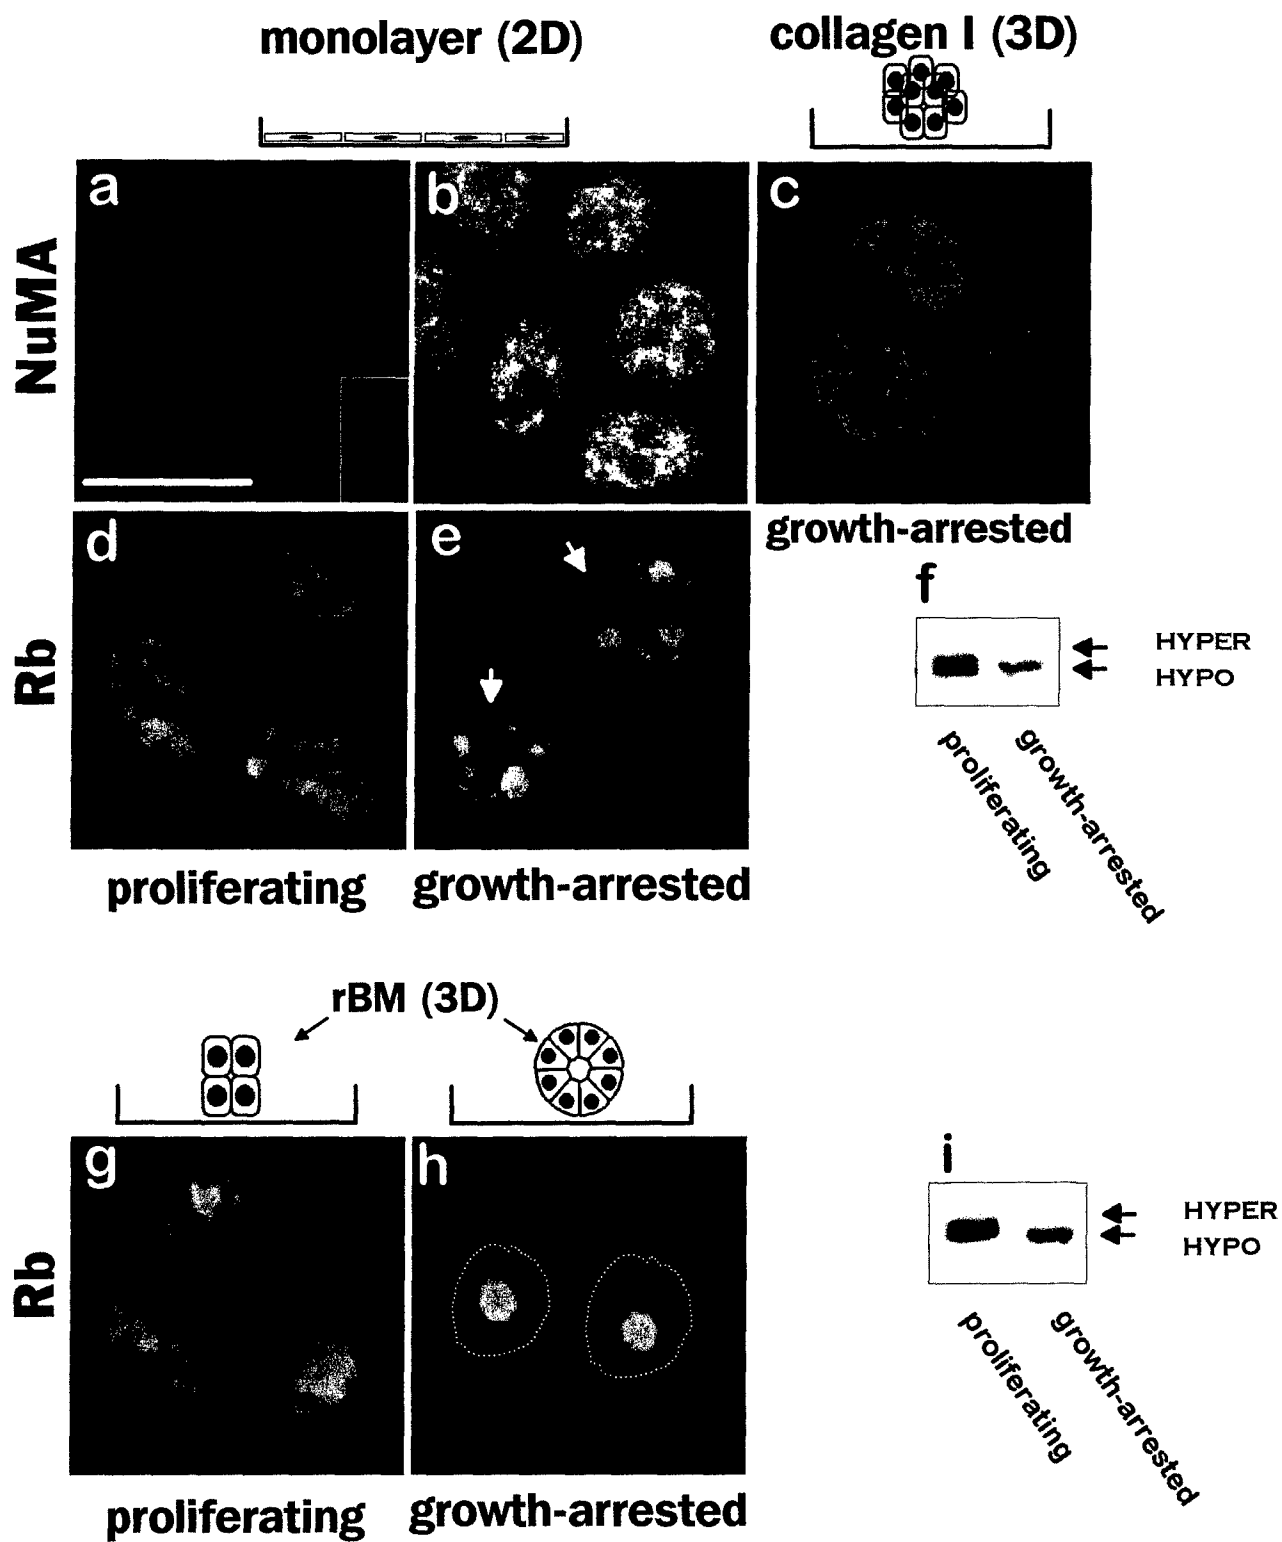 monolayer (2D)
collagen I (3D)
a
b
c
NuMA
growth-arrested
d
e
Rb
f
HYPER
HYPO
proliferating
growth-arrested
proliferating
growth-arrested
rBM (3D)
g
h
Rb
i
HYPER
HYPO
proliferating
growth-arrested
proliferating
growth-arrested